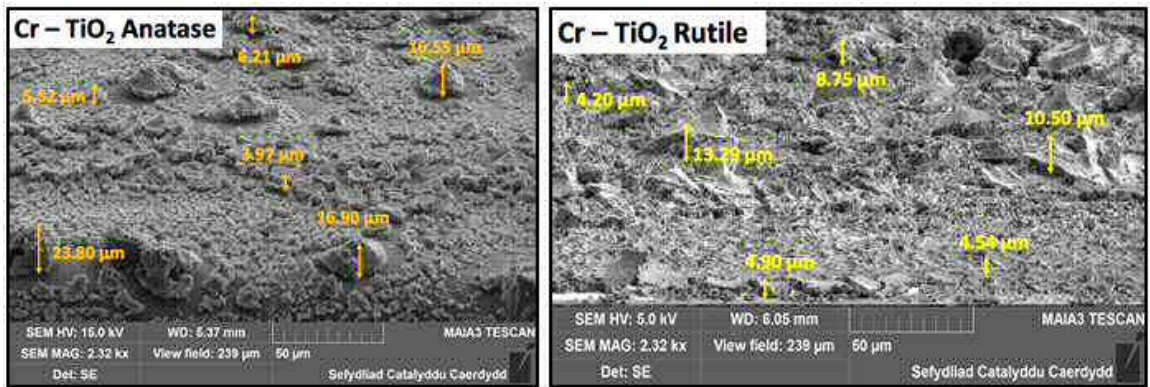 Cr – TiO₂ Anatase
6.21 µm
10.55 µm
5.52 µm
3.97 µm
16.90 µm
23.80 µm
SEM HV: 15.0 kV
WD: 5.37 mm
MAIA3 TESCAN
SEM MAG: 2.32 kx
View field: 239 µm
50 µm
Det: SE
Sefydliad Catalyddu Caerdydd
Cr – TiO₂ Rutile
8.75 µm
4.20 µm
10.50 µm
13.29 µm
4.54 µm
4.90 µm
SEM HV: 5.0 kV
WD: 6.05 mm
MAIA3 TESCAN
SEM MAG: 2.32 kx
View field: 239 µm
50 µm
Det: SE
Sefydliad Catalyddu Caerdydd